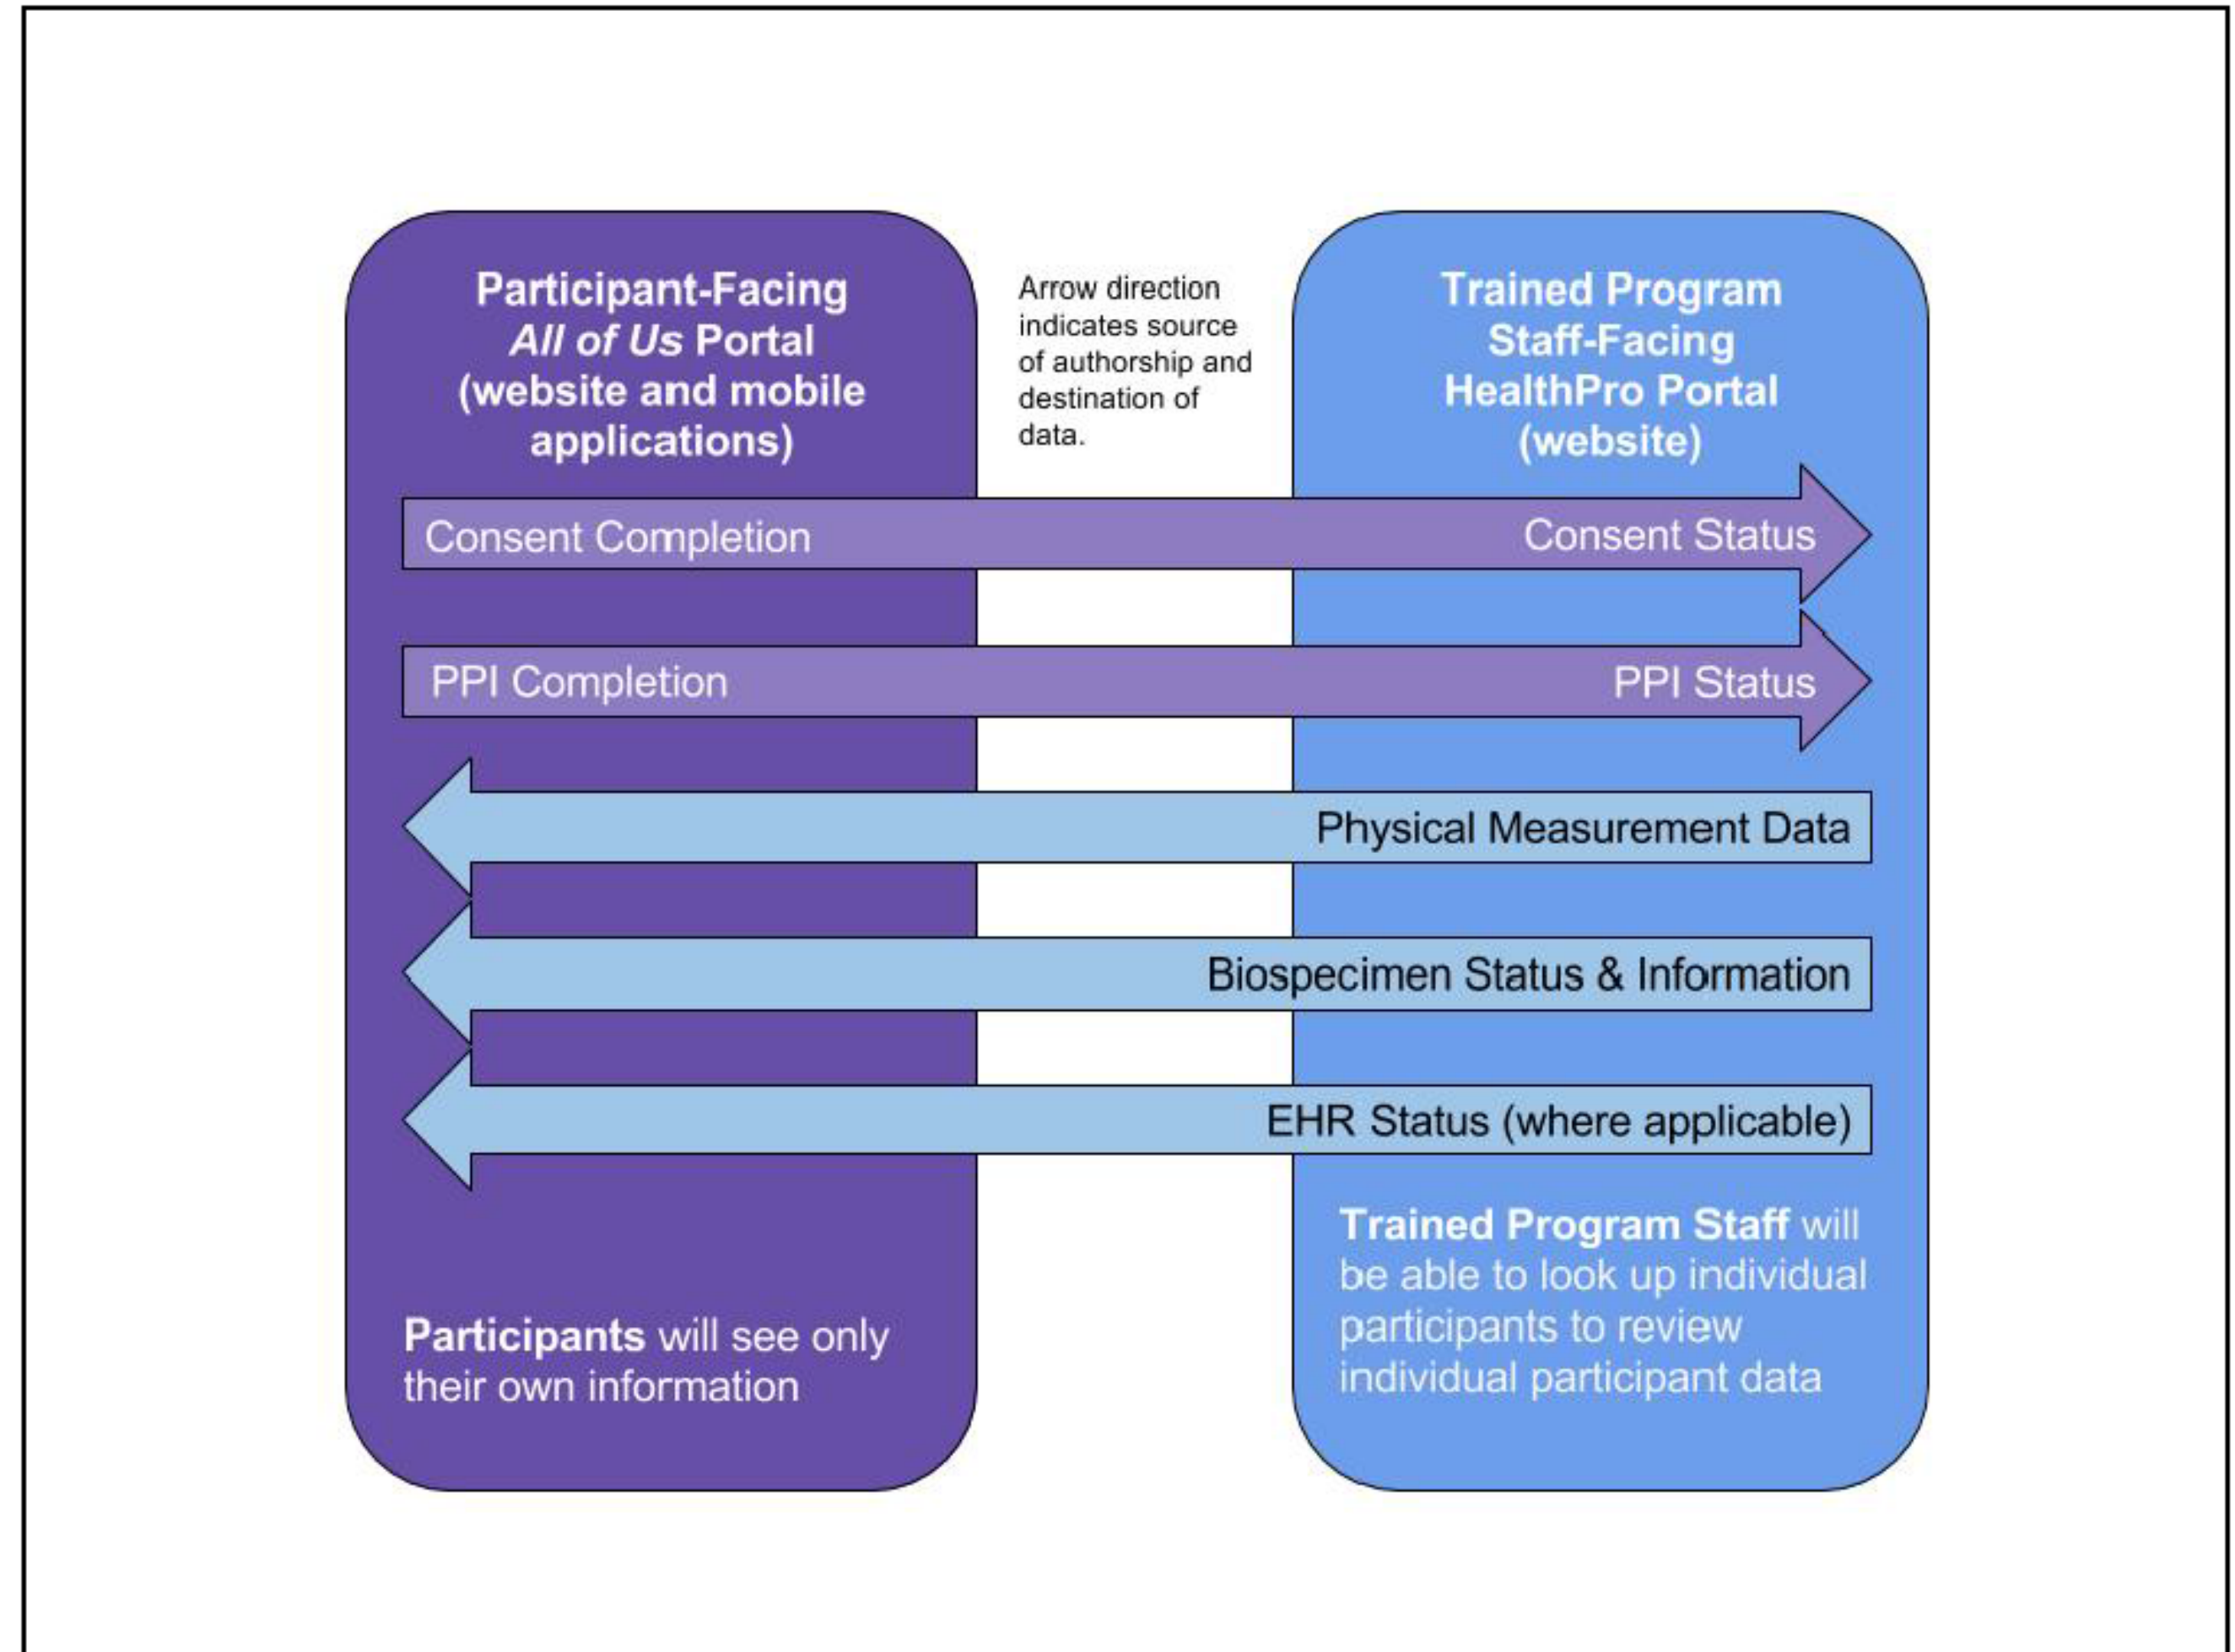 Participant-Facing
All of Us Portal
(website and mobile
applications)
Arrow direction
indicates source
of authorship and
destination of
data.
Trained Program
Staff-Facing
HealthPro Portal
(website)
Consent Completion
Consent Status
PPI Completion
PPI Status
Physical Measurement Data
Biospecimen Status & Information
EHR Status (where applicable)
Participants will see only
their own information
Trained Program Staff will
be able to look up individual
participants to review
individual participant data